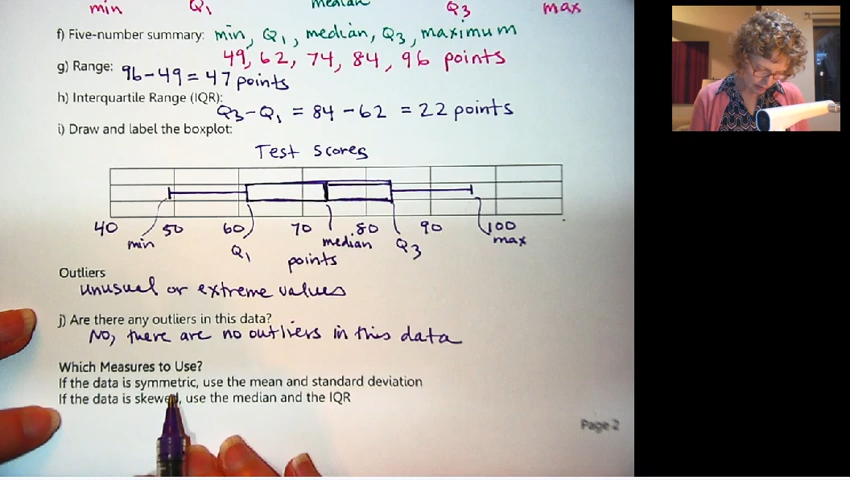 min Q1 median Q3 max
f) Five-number summary: min, Q1, median, Q3, maximum
49, 62, 74, 84, 96 points
g) Range: 96-49 = 47 points
h) Interquartile Range (IQR):
Q3-Q1 = 84-62 = 22 points
i) Draw and label the boxplot:
Test scores
40 50 60 70 80 90 100
min Q1 median Q3 max
points
Outliers
unusual or extreme values
j) Are there any outliers in this data?
No, there are no outliers in this data
Which Measures to Use?
If the data is symmetric, use the mean and standard deviation
If the data is skewed, use the median and the IQR
Page 2